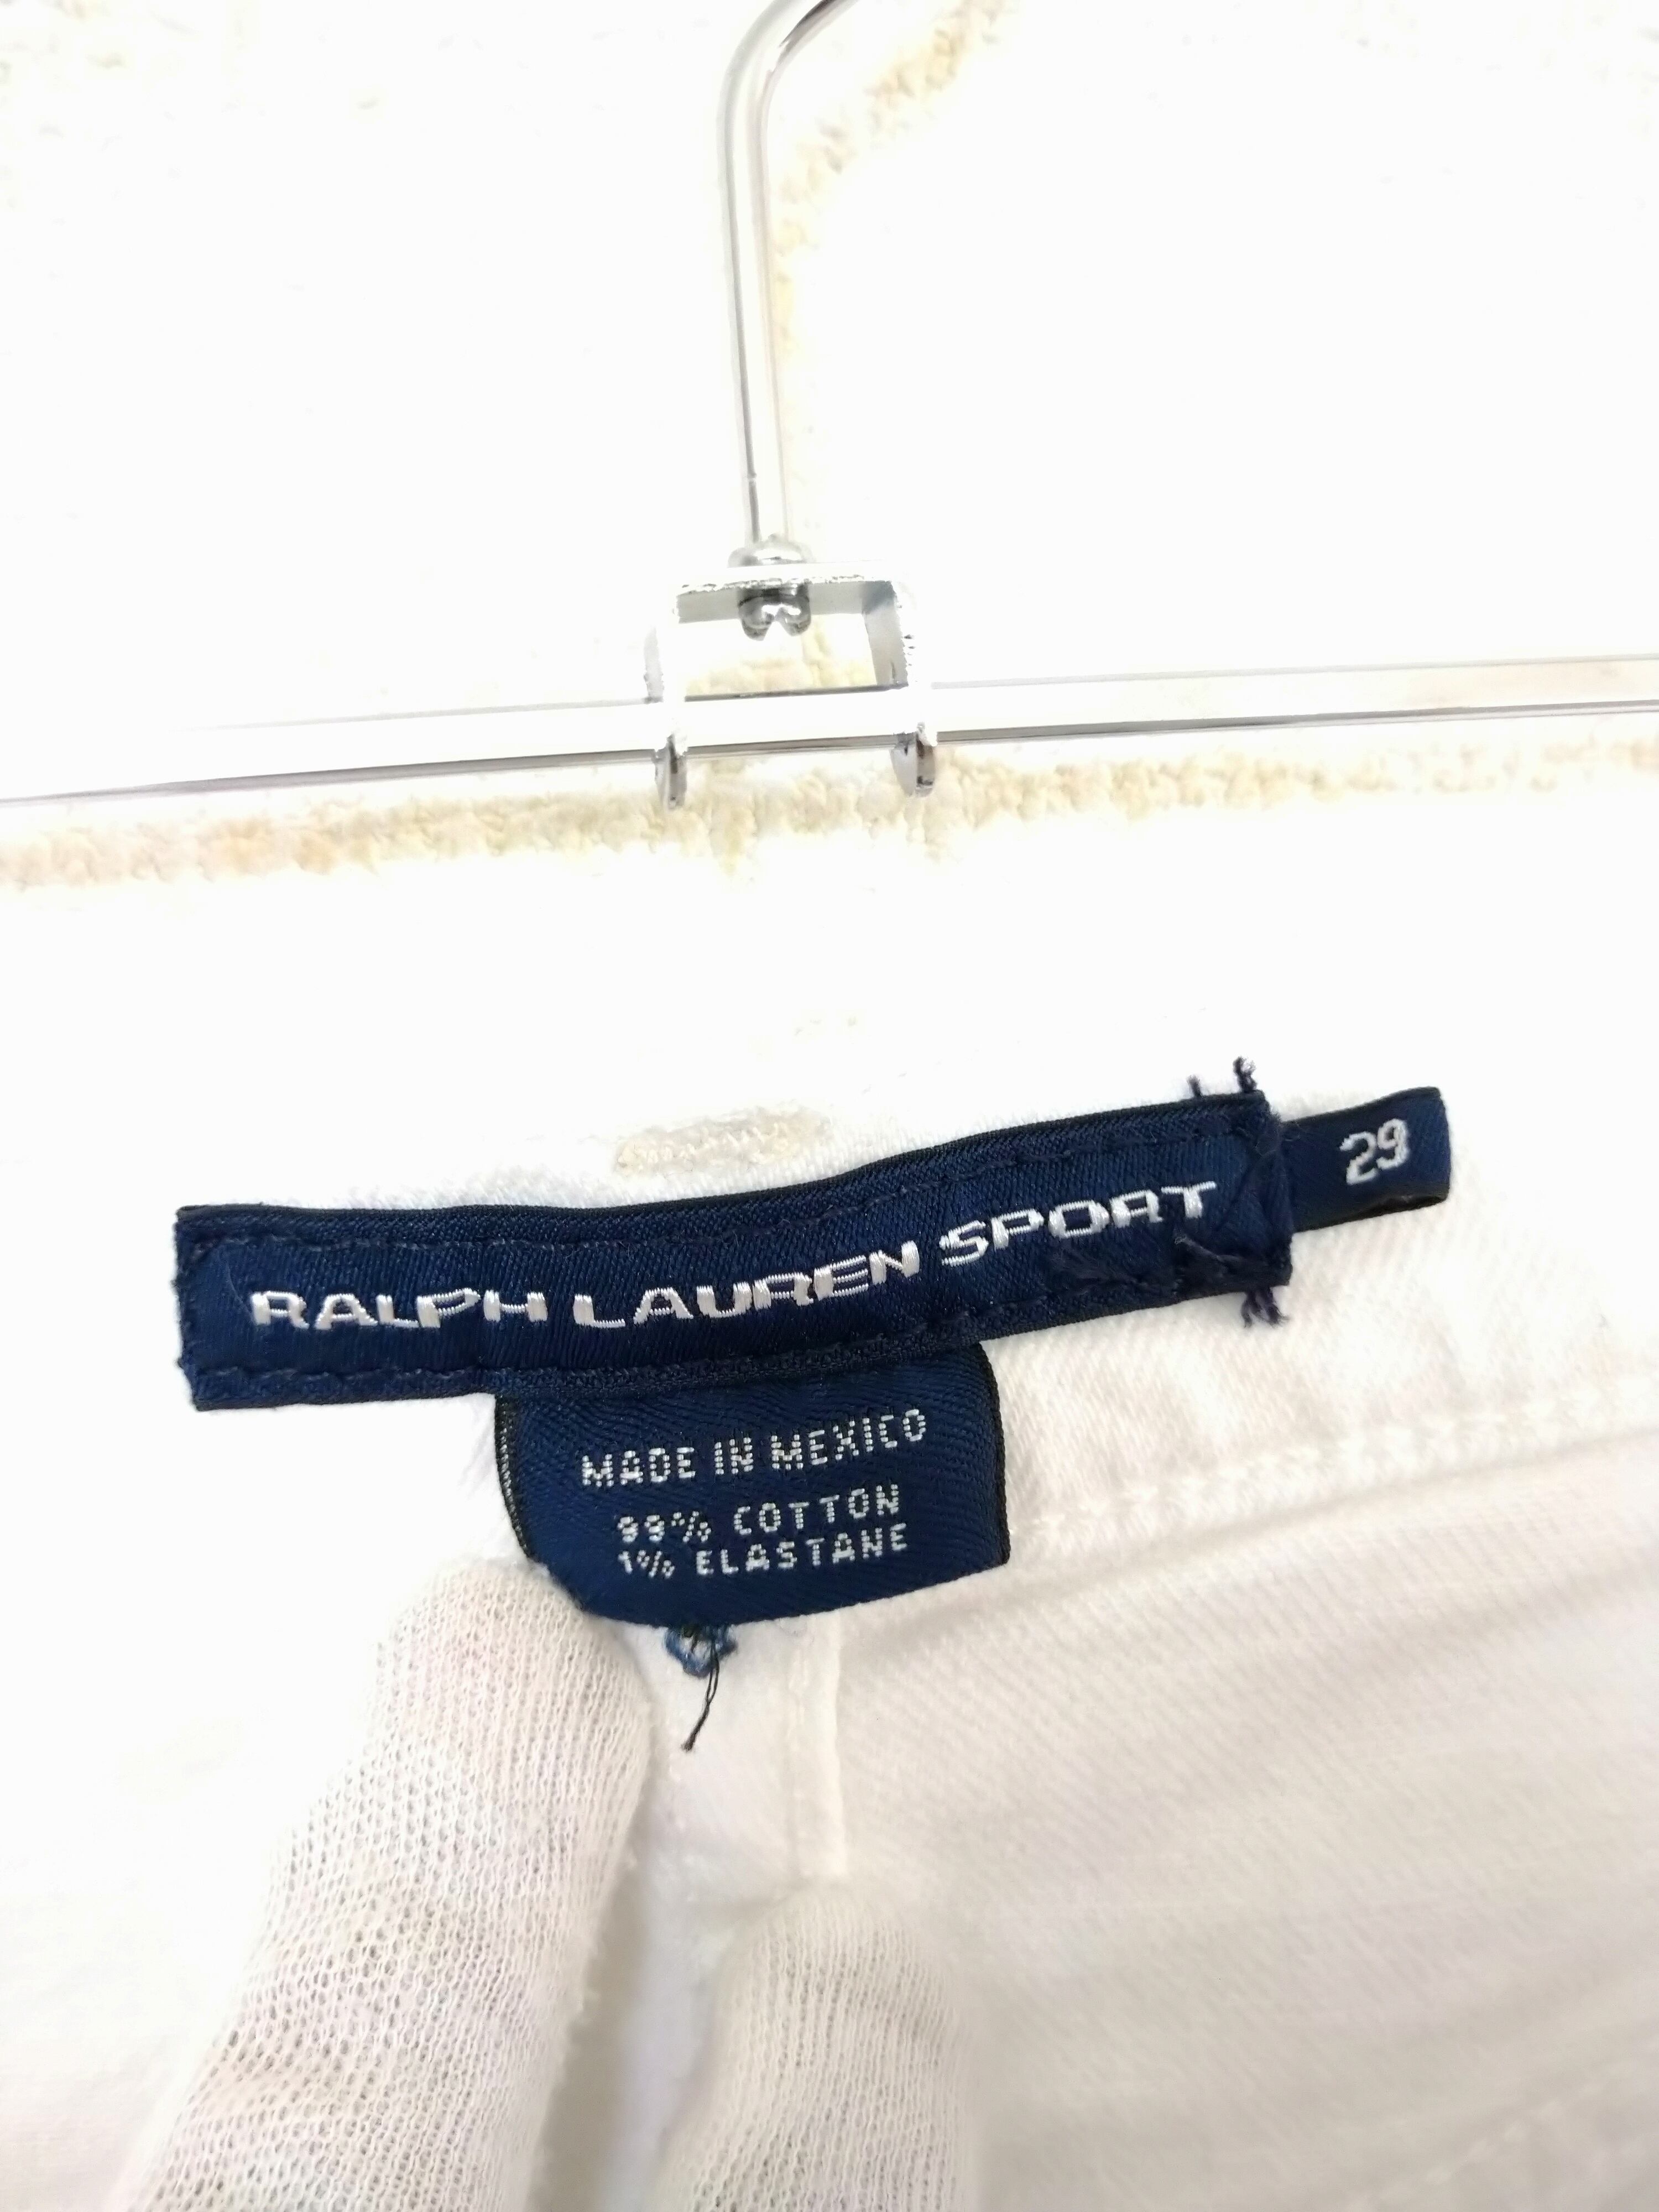 RALPH LAUREN SPORT
29
MADE IN MEXICO
99% COTTON
1% ELASTANE